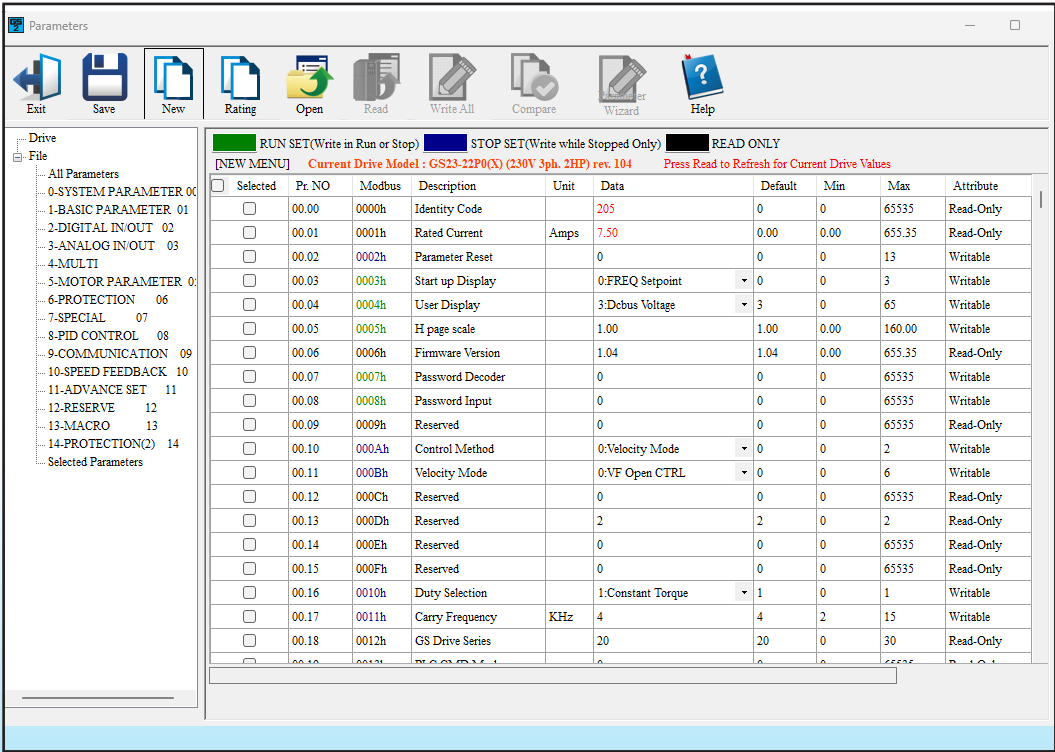 GS
2
Parameters
Exit
Save
New
Rating
Open
Read
Write All
Compare
Wizard
Help
Drive
File
All Parameters
0-SYSTEM PARAMETER 00
1-BASIC PARAMETER 01
2-DIGITAL IN/OUT 02
3-ANALOG IN/OUT 03
4-MULTI
5-MOTOR PARAMETER
6-PROTECTION 06
7-SPECIAL 07
8-PID CONTROL 08
9-COMMUNICATION 09
10-SPEED FEEDBACK 10
11-ADVANCE SET 11
12-RESERVE 12
13-MACRO 13
14-PROTECTION(2) 14
Selected Parameters
RUN SET(Write in Run or Stop) STOP SET(Write while Stopped Only) READ ONLY
[NEW MENU] Current Drive Model : GS23-22P0(X) (230V 3ph. 2HP) rev. 104 Press Read to Refresh for Current Drive Values
Selected Pr. NO Modbus Description Unit Data Default Min Max Attribute
00.00 0000h Identity Code 205 0 0 65535 Read-Only
00.01 0001h Rated Current Amps 7.50 0.00 0.00 655.35 Read-Only
00.02 0002h Parameter Reset 0 0 0 13 Writable
00.03 0003h Start up Display 0:FREQ Setpoint 0 0 3 Writable
00.04 0004h User Display 3:Dcbus Voltage 3 0 65 Writable
00.05 0005h H page scale 1.00 1.00 0.00 160.00 Writable
00.06 0006h Firmware Version 1.04 1.04 0.00 655.35 Read-Only
00.07 0007h Password Decoder 0 0 0 65535 Writable
00.08 0008h Password Input 0 0 0 65535 Writable
00.09 0009h Reserved 0 0 0 65535 Read-Only
00.10 000Ah Control Method 0:Velocity Mode 0 0 2 Writable
00.11 000Bh Velocity Mode 0:VF Open CTRL 0 0 6 Writable
00.12 000Ch Reserved 0 0 0 65535 Read-Only
00.13 000Dh Reserved 2 2 0 2 Read-Only
00.14 000Eh Reserved 0 0 0 65535 Read-Only
00.15 000Fh Reserved 0 0 0 65535 Read-Only
00.16 0010h Duty Selection 1:Constant Torque 1 0 1 Writable
00.17 0011h Carry Frequency KHz 4 4 2 15 Writable
00.18 0012h GS Drive Series 20 20 0 30 Read-Only